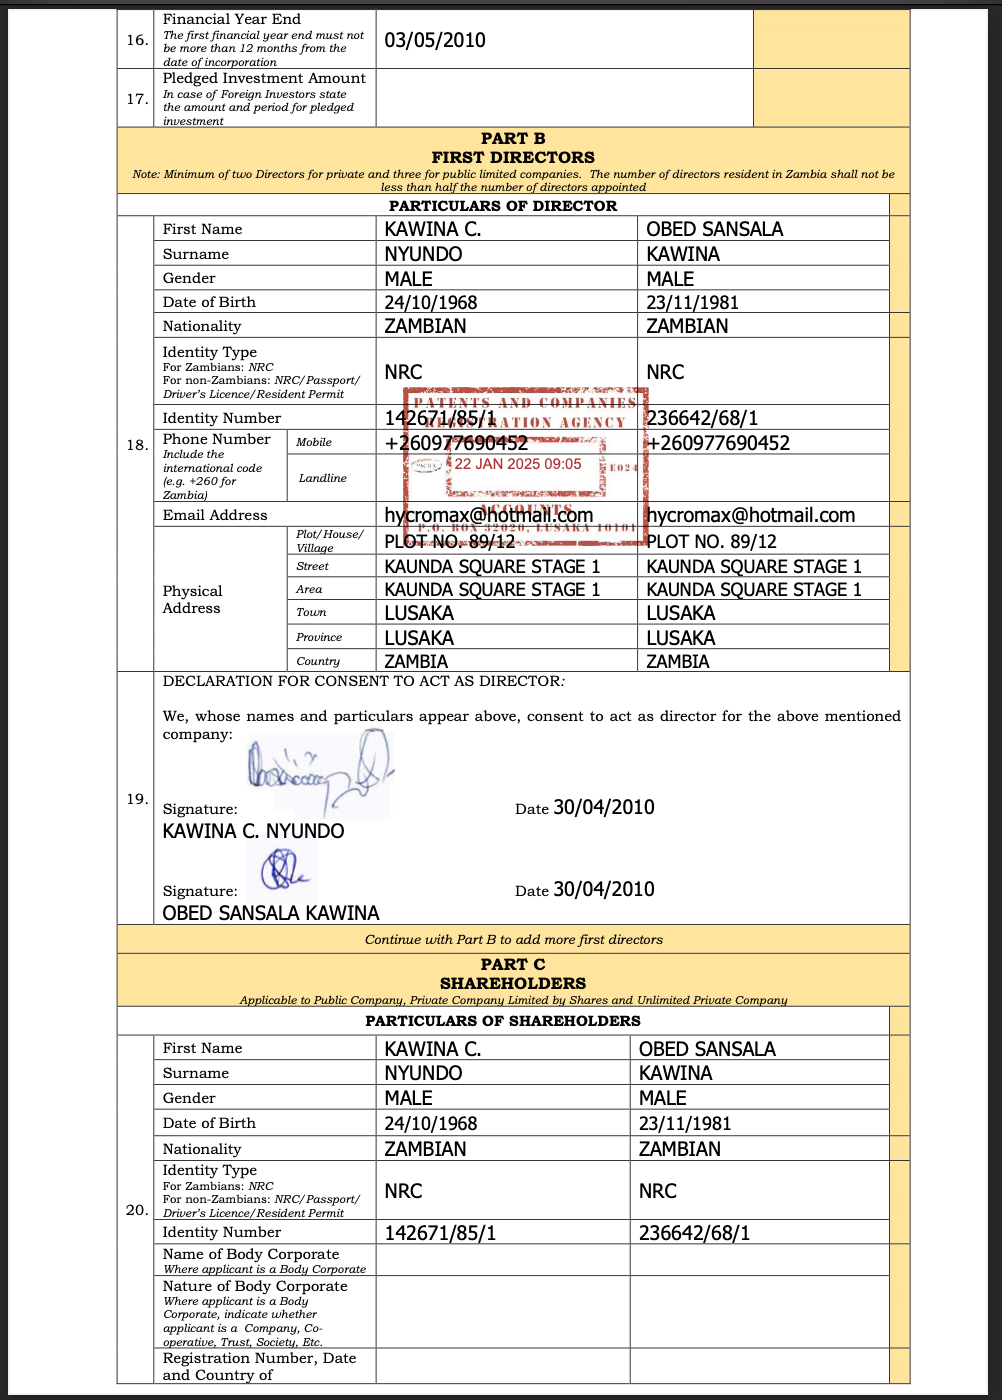 16.
Financial Year End
The first financial year end must not
be more than 12 months from the
date of incorporation
03/05/2010
17.
Pledged Investment Amount
In case of Foreign Investors state
the amount and period for pledged
investment
PART B
FIRST DIRECTORS
Note: Minimum of two Directors for private and three for public limited companies. The number of directors resident in Zambia shall not be
less than half the number of directors appointed
PARTICULARS OF DIRECTOR
18.
First Name KAWINA C. OBED SANSALA
Surname NYUNDO KAWINA
Gender MALE MALE
Date of Birth 24/10/1968 23/11/1981
Nationality ZAMBIAN ZAMBIAN
Identity Type
For Zambians: NRC
For non-Zambians: NRC/Passport/
Driver's Licence/Resident Permit
NRC NRC
PATENTS AND COMPANIES
REGISTRATION AGENCY
22 JAN 2025 09:05
E024
ACCOUNTS
P.O. BOX 32020, LUSAKA 10101
Identity Number 142671/85/1 236642/68/1
Phone Number
Include the
international code
(e.g. +260 for
Zambia)
Mobile +260977690452 +260977690452
Landline
Email Address hycromax@hotmail.com hycromax@hotmail.com
Physical
Address
Plot/House/
Village
PLOT NO. 89/12 PLOT NO. 89/12
Street KAUNDA SQUARE STAGE 1 KAUNDA SQUARE STAGE 1
Area KAUNDA SQUARE STAGE 1 KAUNDA SQUARE STAGE 1
Town LUSAKA LUSAKA
Province LUSAKA LUSAKA
Country ZAMBIA ZAMBIA
19.
DECLARATION FOR CONSENT TO ACT AS DIRECTOR:
We, whose names and particulars appear above, consent to act as director for the above mentioned
company:
Signature: Date 30/04/2010
KAWINA C. NYUNDO
Signature: Date 30/04/2010
OBED SANSALA KAWINA
Continue with Part B to add more first directors
PART C
SHAREHOLDERS
Applicable to Public Company, Private Company Limited by Shares and Unlimited Private Company
PARTICULARS OF SHAREHOLDERS
20.
First Name KAWINA C. OBED SANSALA
Surname NYUNDO KAWINA
Gender MALE MALE
Date of Birth 24/10/1968 23/11/1981
Nationality ZAMBIAN ZAMBIAN
Identity Type
For Zambians: NRC
For non-Zambians: NRC/Passport/
Driver's Licence/Resident Permit
NRC NRC
Identity Number 142671/85/1 236642/68/1
Name of Body Corporate
Where applicant is a Body Corporate
Nature of Body Corporate
Where applicant is a Body
Corporate, indicate whether
applicant is a Company, Co-
operative, Trust, Society, Etc.
Registration Number, Date
and Country of